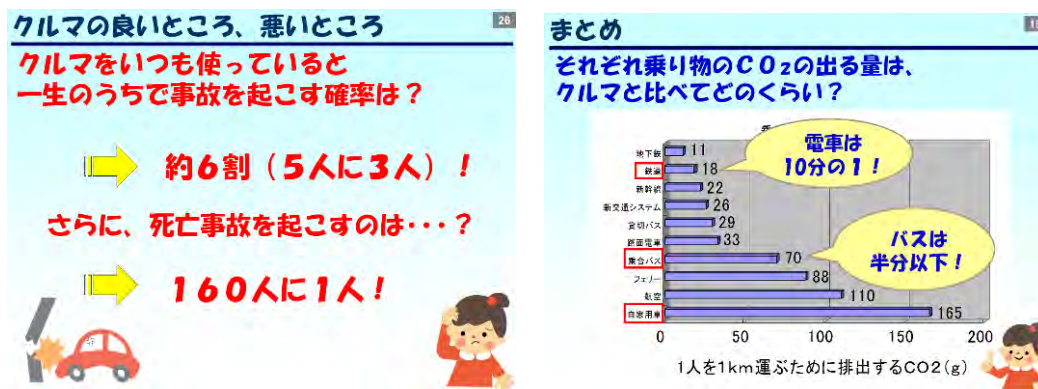 クルマの良いところ、悪いところ
26
クルマをいつも使っていると
一生のうちで事故を起こす確率は？
約6割（5人に3人）！
さらに、死亡事故を起こすのは・・・？
160人に1人！
まとめ
それぞれ乗り物のCO2の出る量は、
クルマと比べてどのくらい？
地下鉄 11
鉄道 18
新幹線 22
新交通システム 26
貸切バス 29
路面電車 33
乗合バス 70
フェリー 88
航空 110
自家用車 165
電車は
10分の1！
バスは
半分以下！
0 50 100 150 200
1人を1km運ぶために排出するCO2(g)